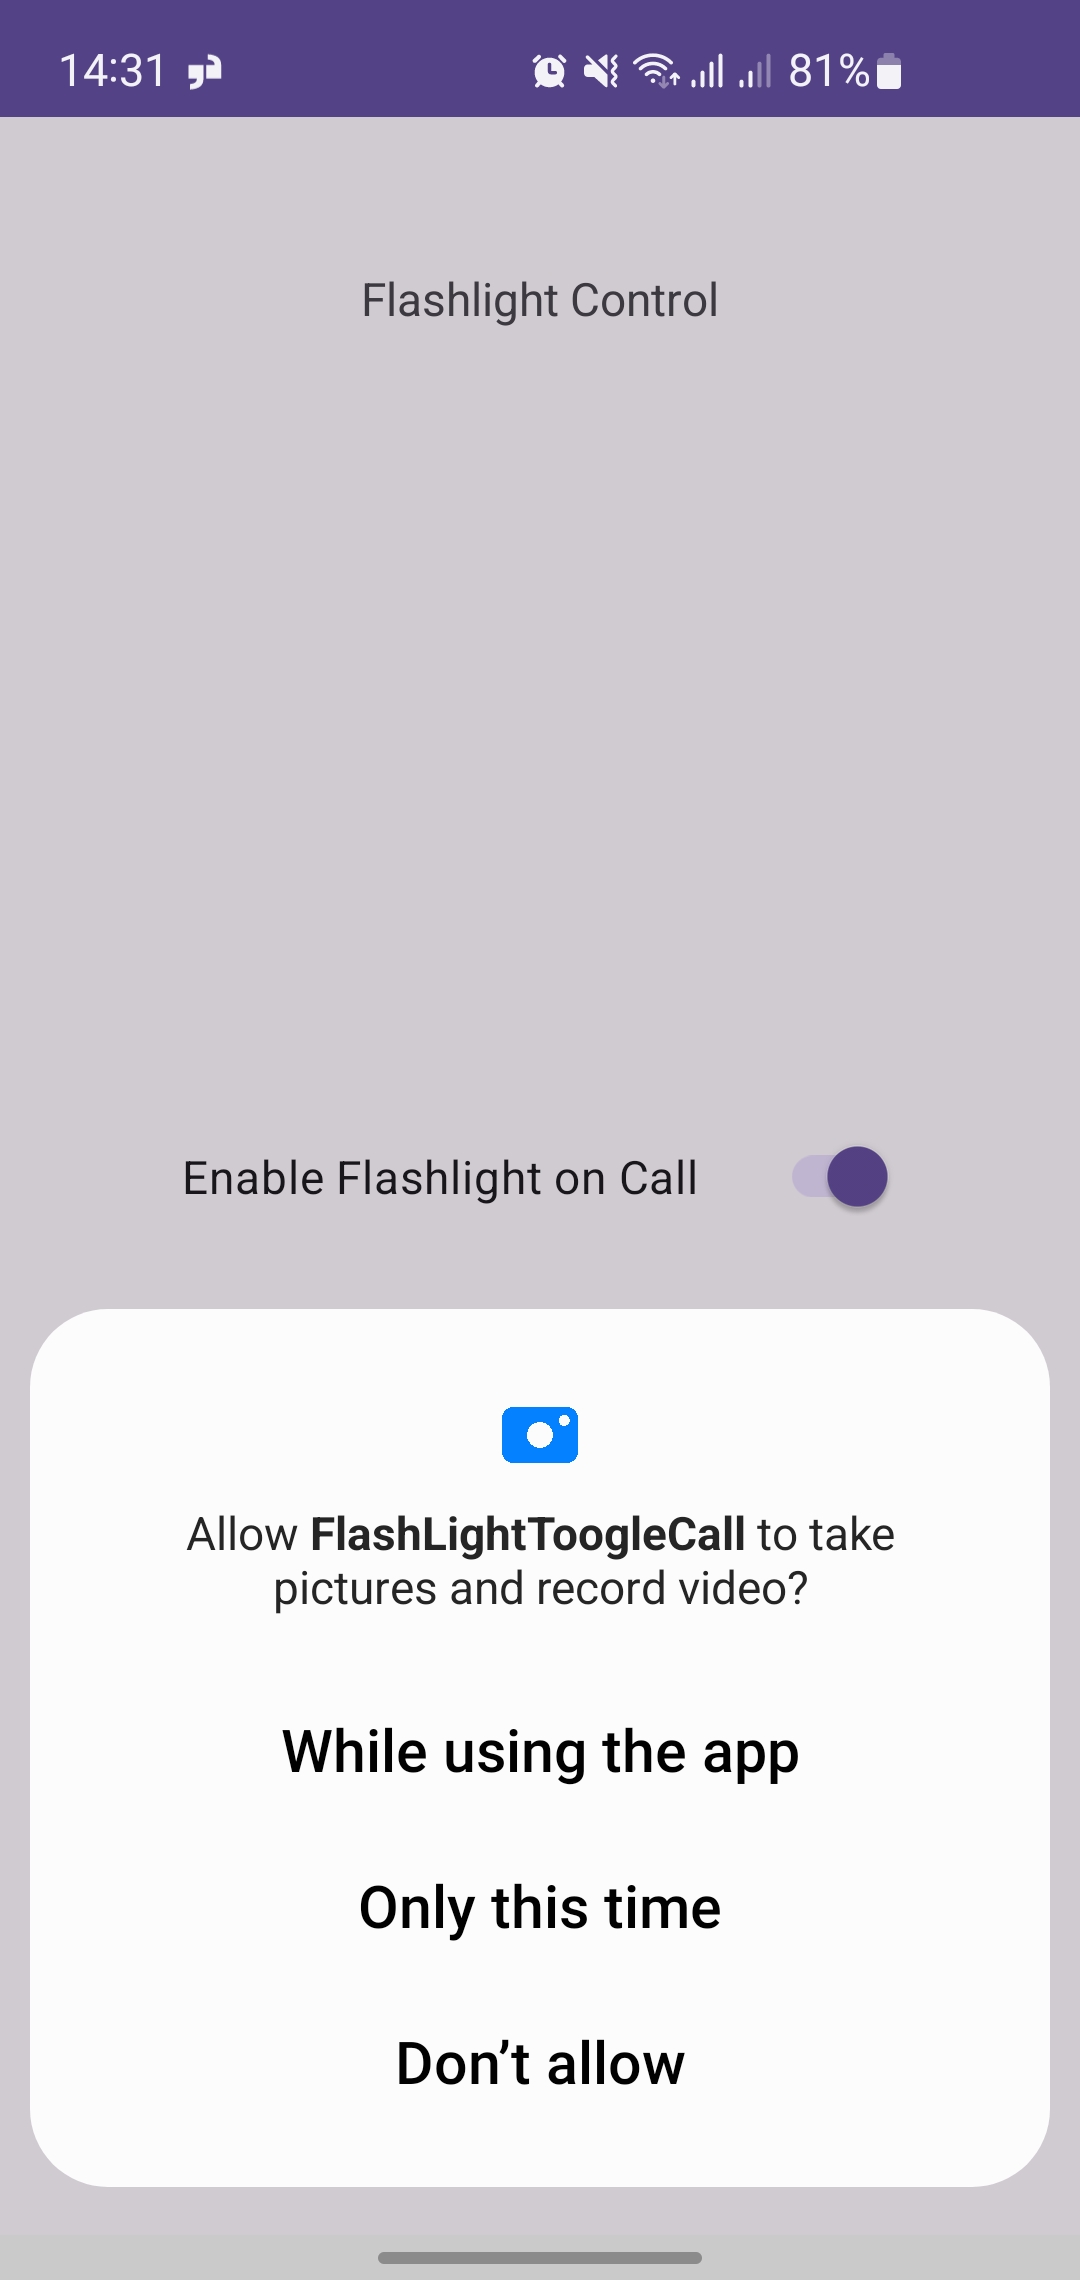 14:31
81%
Flashlight Control
Enable Flashlight on Call
Allow FlashLightToogleCall to take
pictures and record video?
While using the app
Only this time
Don’t allow